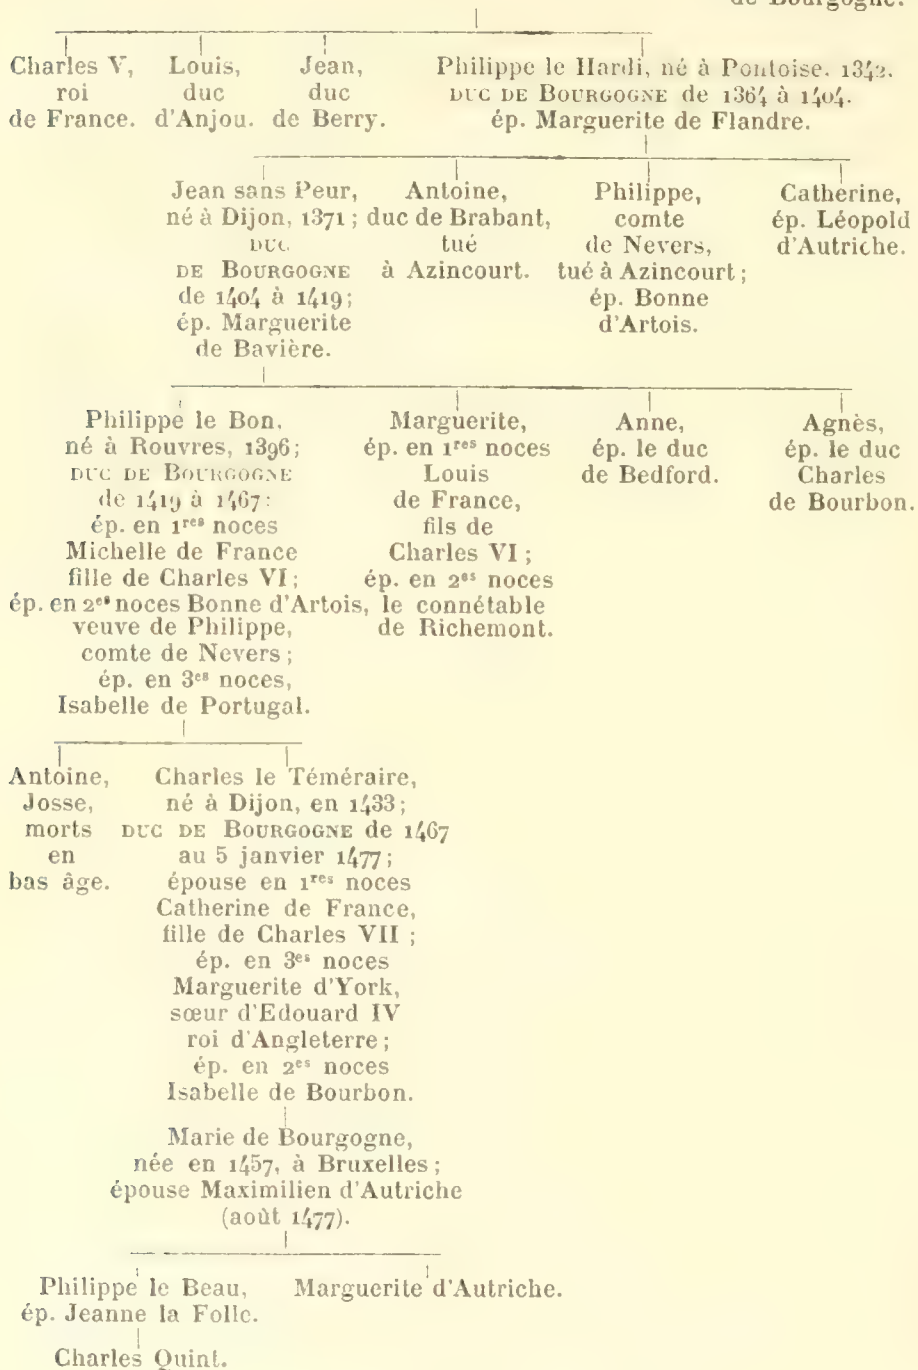 de Bourgogne.
Charles V,
roi
de France.
Louis,
duc
d'Anjou.
Jean,
duc
de Berry.
Philippe le Hardi, né à Pontoise. 1342.
DUC DE BOURGOGNE de 1364 à 1404.
ép. Marguerite de Flandre.
Jean sans Peur,
né à Dijon, 1371 ;
DUC
DE BOURGOGNE
de 1404 à 1419;
ép. Marguerite
de Bavière.
Antoine,
duc de Brabant,
tué
à Azincourt.
Philippe,
comte
de Nevers,
tué à Azincourt ;
ép. Bonne
d'Artois.
Catherine,
ép. Léopold
d'Autriche.
Philippe le Bon,
né à Rouvres, 1396;
DUC DE BOURGOGNE
de 1419 à 1467:
ép. en 1res noces
Michelle de France
fille de Charles VI ;
ép. en 2es noces Bonne d'Artois,
veuve de Philippe,
comte de Nevers ;
ép. en 3es noces,
Isabelle de Portugal.
Marguerite,
ép. en 1res noces
Louis
de France,
fils de
Charles VI ;
ép. en 2es noces
le connétable
de Richemont.
Anne,
ép. le duc
de Bedford.
Agnès,
ép. le duc
Charles
de Bourbon.
Antoine,
Josse,
morts
en
bas âge.
Charles le Téméraire,
né à Dijon, en 1433;
DUC DE BOURGOGNE de 1467
au 5 janvier 1477;
épouse en 1res noces
Catherine de France,
fille de Charles VII ;
ép. en 3es noces
Marguerite d'York,
sœur d'Edouard IV
roi d'Angleterre ;
ép. en 2es noces
Isabelle de Bourbon.
Marie de Bourgogne,
née en 1457, à Bruxelles ;
épouse Maximilien d'Autriche
(août 1477).
Philippe le Beau,
ép. Jeanne la Folle.
Marguerite d'Autriche.
Charles Quint.